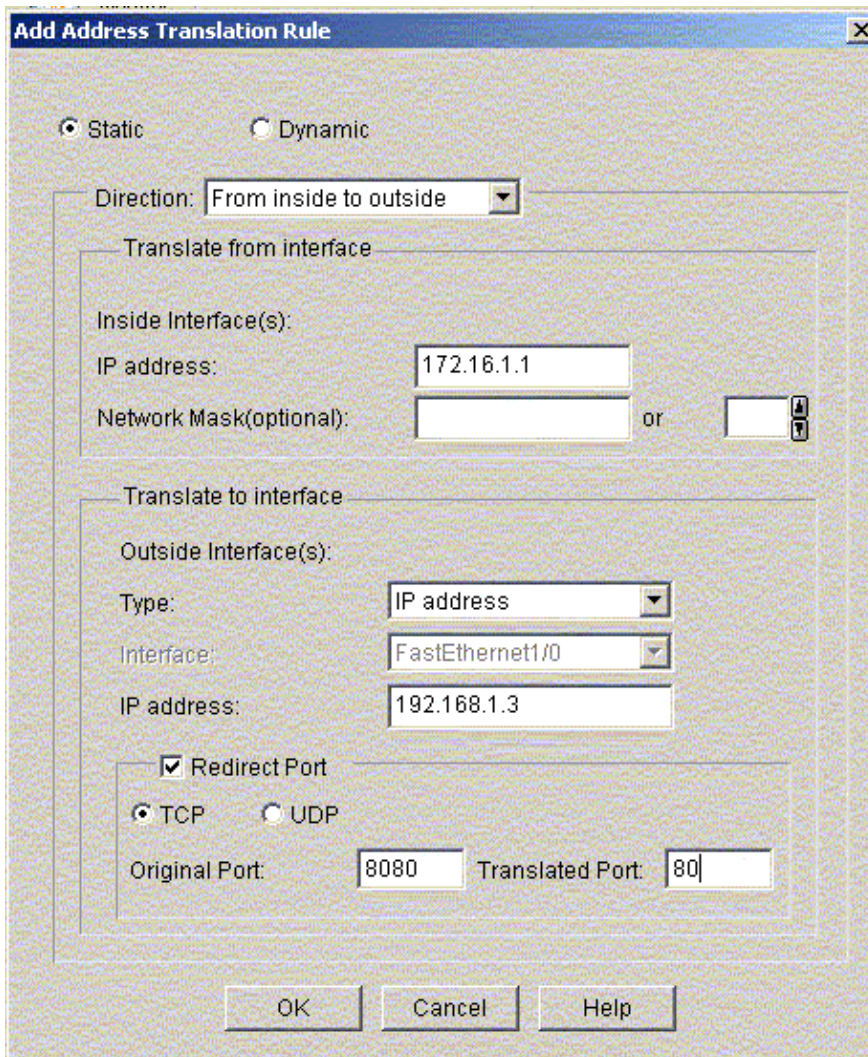 Add Address Translation Rule
Static Dynamic
Direction: From inside to outside
Translate from interface
Inside Interface(s):
IP address: 172.16.1.1
Network Mask(optional): or
Translate to interface
Outside Interface(s):
Type: IP address
Interface: FastEthernet1/0
IP address: 192.168.1.3
Redirect Port
TCP UDP
Original Port: 8080 Translated Port: 80
OK Cancel Help